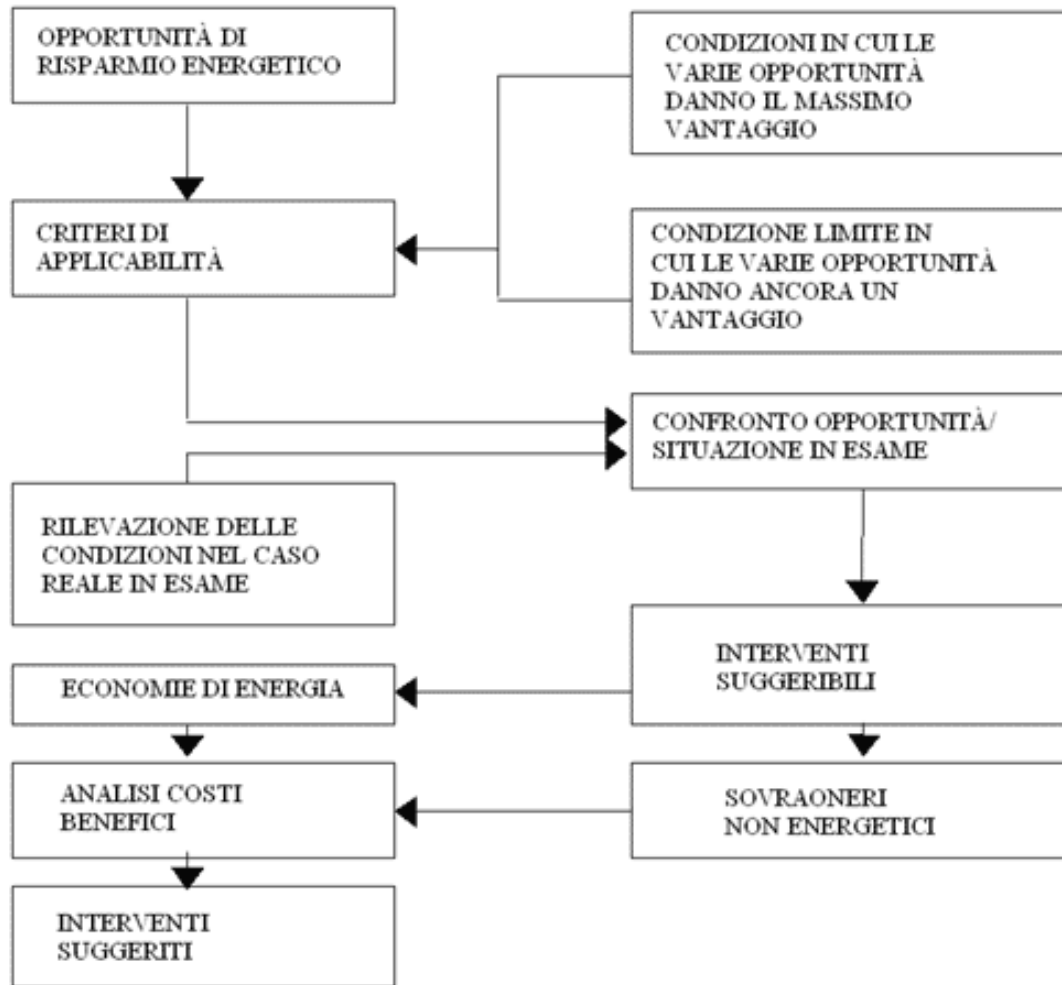 OPPORTUNITÀ DI
RISPARMIO ENERGETICO
CONDIZIONI IN CUI LE
VARIE OPPORTUNITÀ
DANNO IL MASSIMO
VANTAGGIO
CRITERI DI
APPLICABILITÀ
CONDIZIONE LIMITE IN
CUI LE VARIE OPPORTUNITÀ
DANNO ANCORA UN
VANTAGGIO
CONFRONTO OPPORTUNITÀ/
SITUAZIONE IN ESAME
RILEVAZIONE DELLE
CONDIZIONI NEL CASO
REALE IN ESAME
INTERVENTI
SUGGERIBILI
ECONOMIE DI ENERGIA
ANALISI COSTI
BENEFICI
SOVRAONERI
NON ENERGETICI
INTERVENTI
SUGGERITI